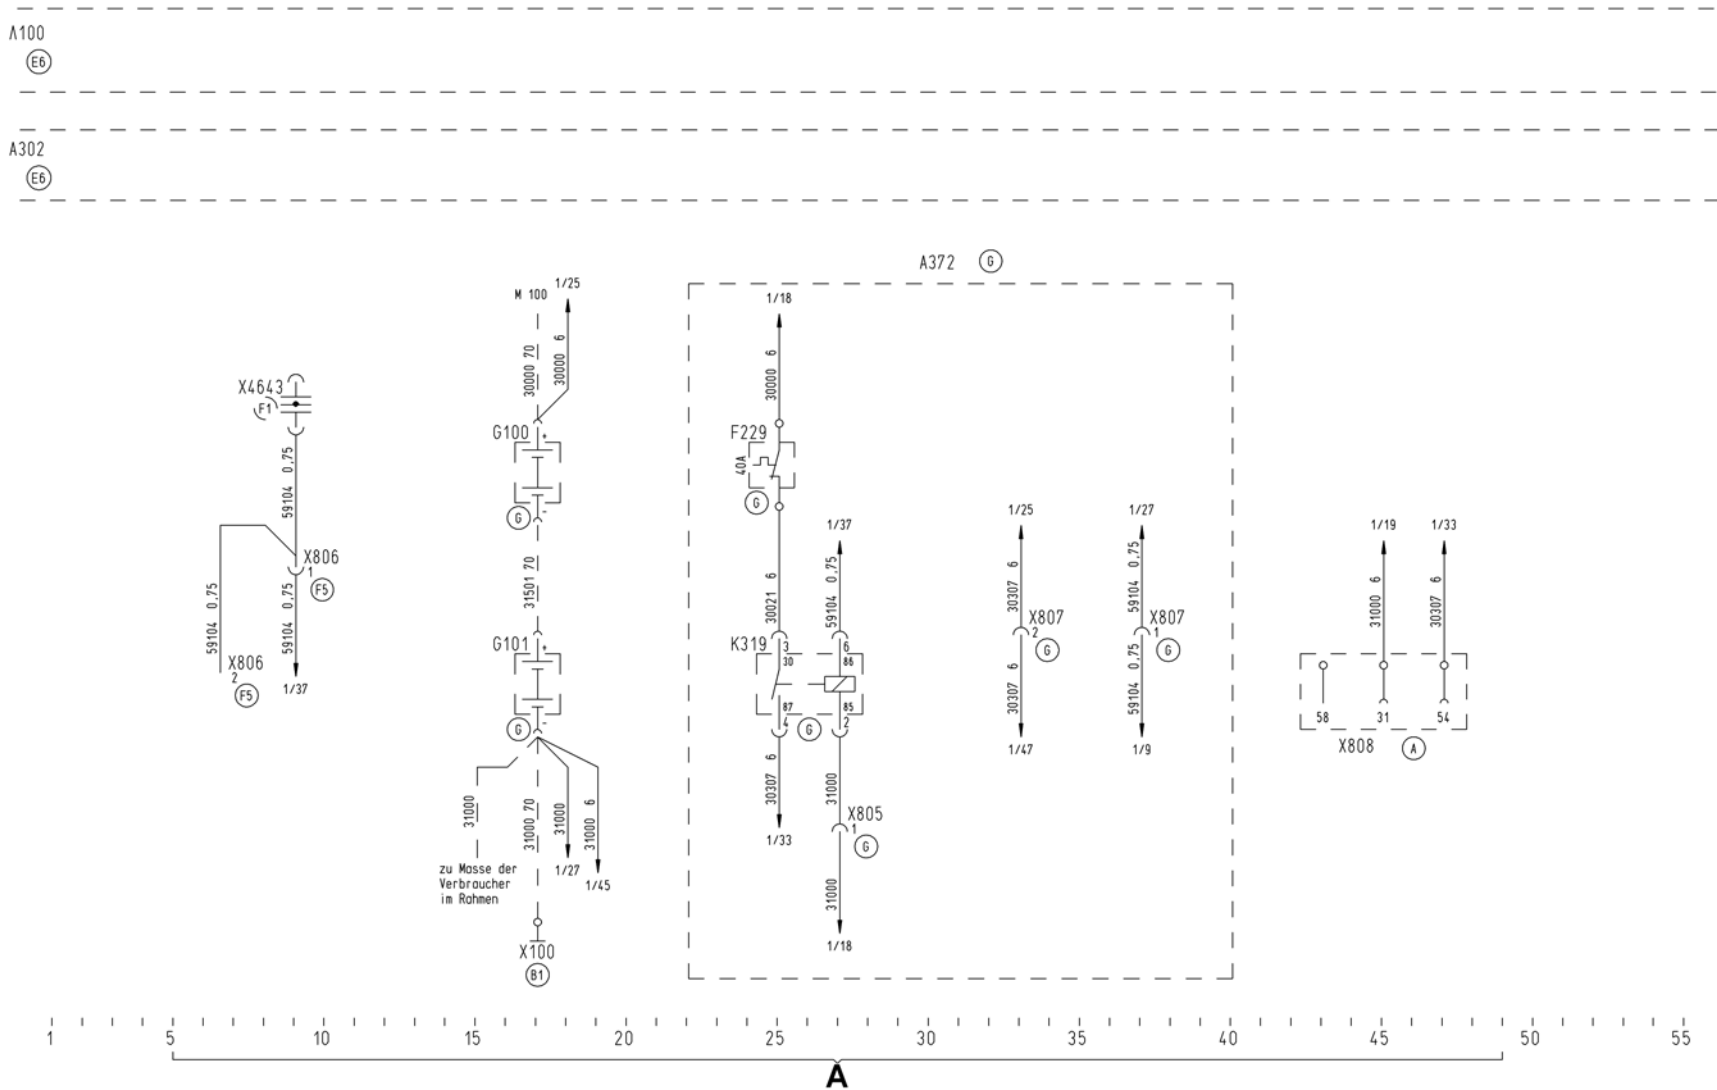 A100
E6
A302
E6
A372 G
M 100 1/25
30000 70
30000 6
1/18
30000 6
X4643
F1
59104 0,75
G100
+
-
G
F229
40A
G
31501 70
30021 6
1/37
59104 0,75
1/25
30307 6
1/27
59104 0,75
1/19
31000 6
1/33
30307 6
X806
1
F5
59104 0,75
59104 0,75
X806
2
F5
1/37
G101
+
-
G
K319
3
6
30
86
87
85
4
G
2
X807
2
G
X807
1
G
30307 6
1/47
59104 0,75
1/9
58 31 54
X808 A
31000
31000 70
31000
31000 6
zu Masse der
Verbraucher
im Rahmen
1/27
1/45
30307 6
1/33
31000
X805
1
G
31000
1/18
X100
B1
1 5 10 15 20 25 30 35 40 45 50 55
A